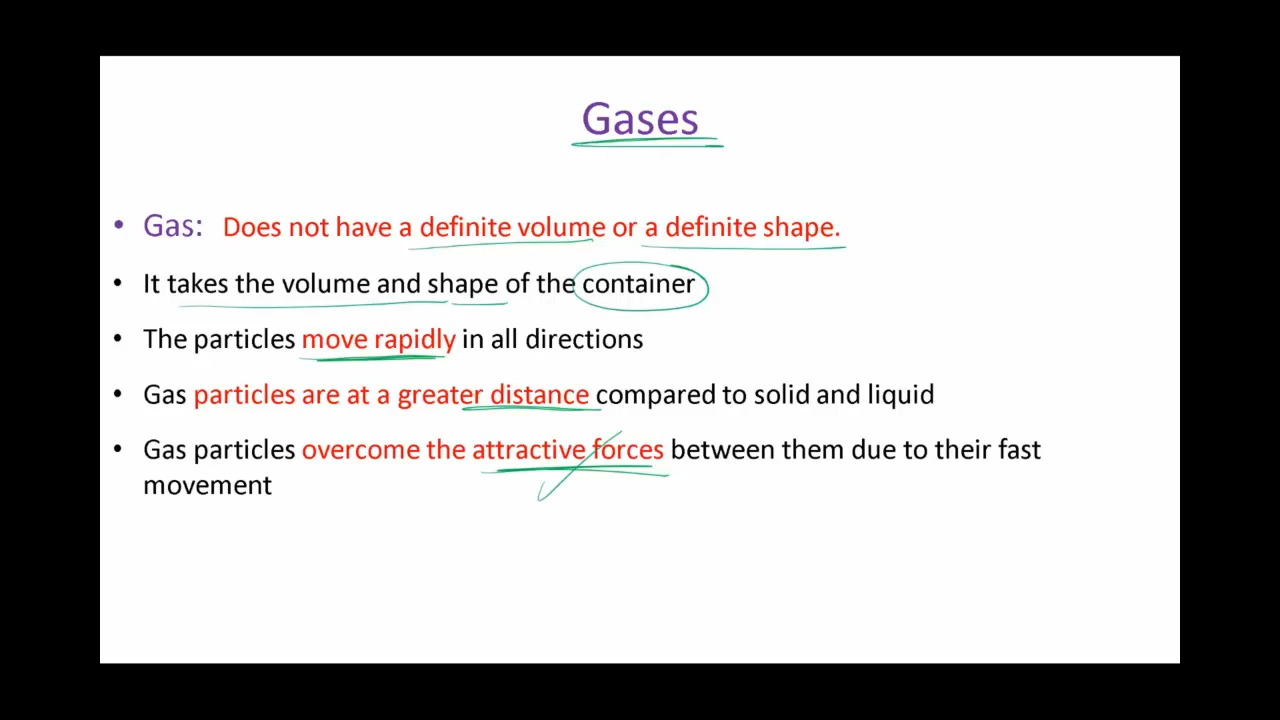 Gases
• Gas: Does not have a definite volume or a definite shape.
• It takes the volume and shape of the container
• The particles move rapidly in all directions
• Gas particles are at a greater distance compared to solid and liquid
• Gas particles overcome the attractive forces between them due to their fast
movement